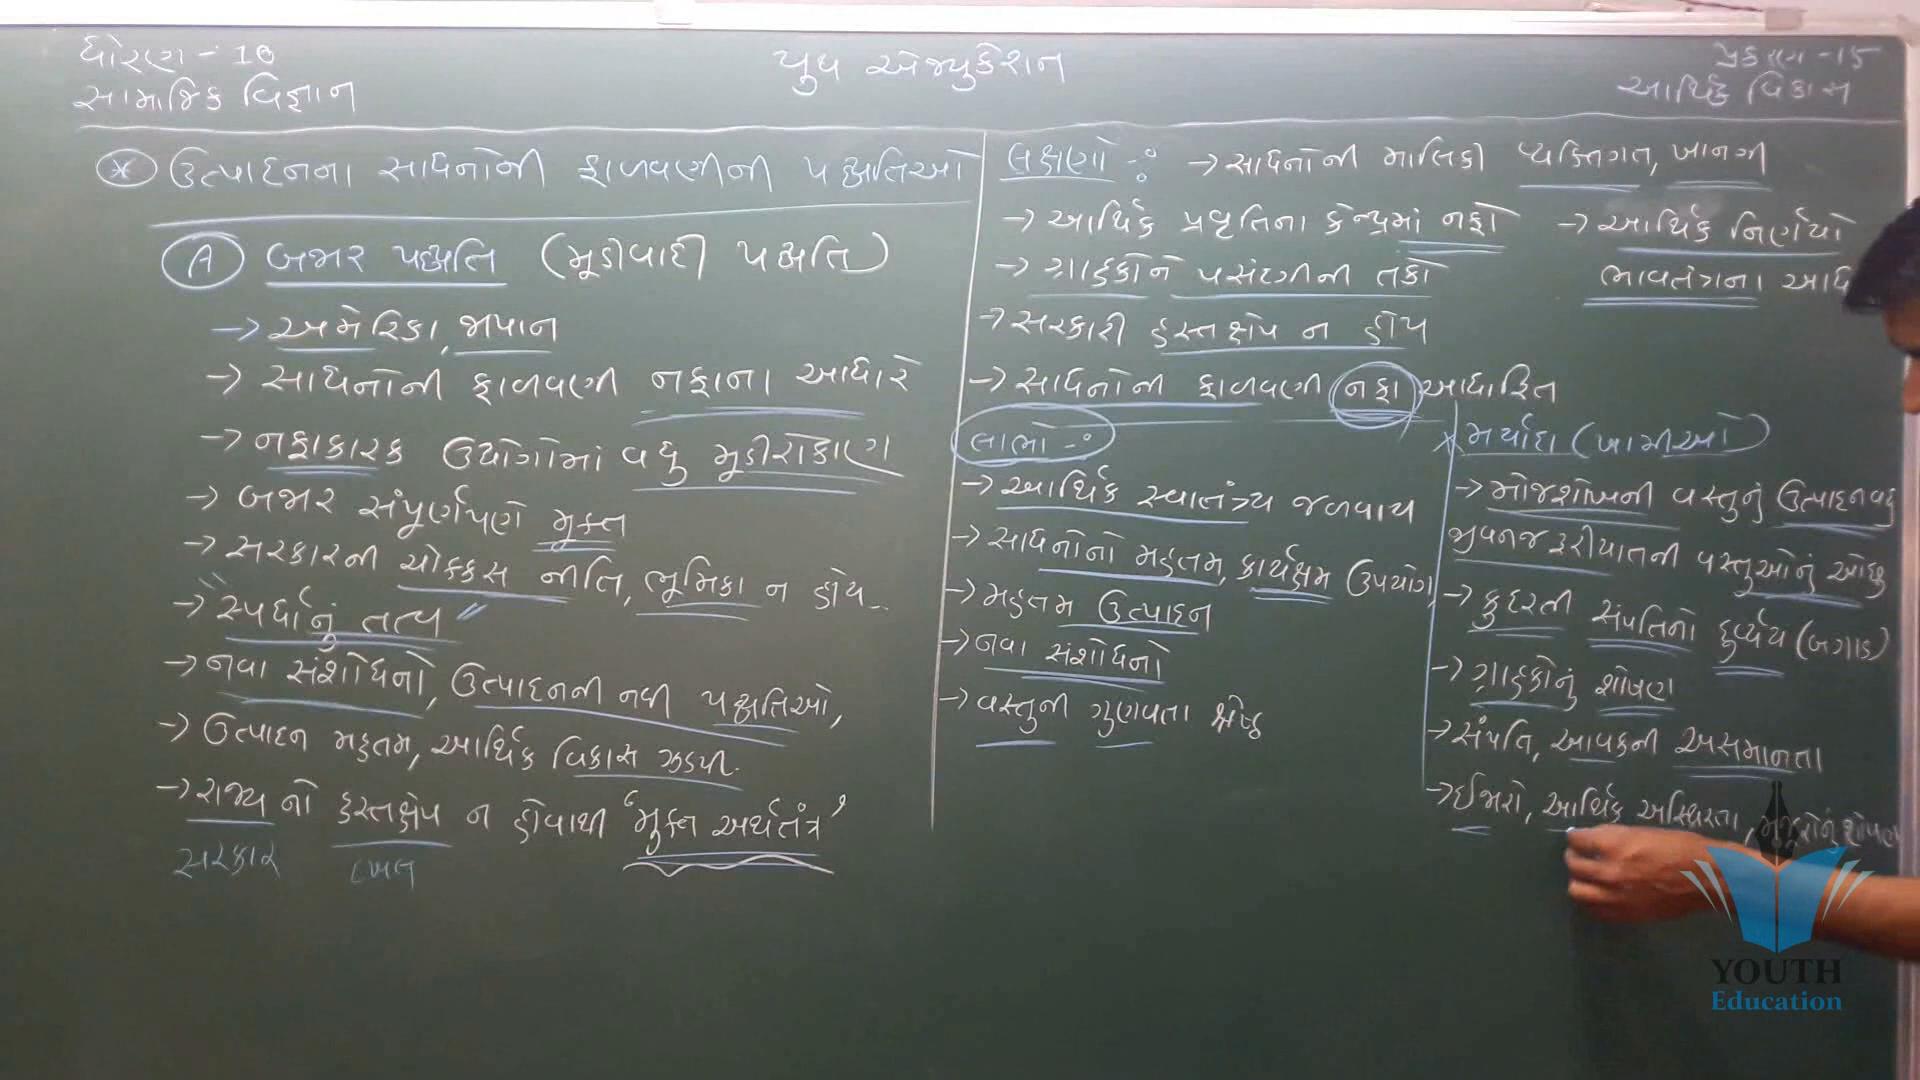 ધોરણ - 10
સામાજિક વિજ્ઞાન
યુથ એજ્યુકેશન
પ્રકરણ - 15
આર્થિક વિકાસ
* ઉત્પાદનના સાધનોની ફાળવણીની પદ્ધતિઓ
A બજાર પદ્ધતિ (મૂડીવાદી પદ્ધતિ)
→ અમેરિકા, જાપાન
→ સાધનોની ફાળવણી નફાના આધારે
→ નફાકારક ઉદ્યોગોમાં વધુ મૂડીરોકાણ
→ બજાર સંપૂર્ણપણે મુક્ત
→ સરકારની ચોક્કસ નીતિ, ભૂમિકા ન હોય..
→ "સ્પર્ધાનું તત્વ"
→ નવા સંશોધનો, ઉત્પાદનની નવી પદ્ધતિઓ,
→ ઉત્પાદન મહત્તમ, આર્થિક વિકાસ ઝડપી.
→ રાજ્ય નો હસ્તક્ષેપ ન હોવાથી 'મુક્ત અર્થતંત્ર'
સરકાર દખલ
લક્ષણો -: → સાધનોની માલિકી વ્યક્તિગત, ખાનગી
→ આર્થિક પ્રવૃત્તિના કેન્દ્રમાં નફો → આર્થિક નિર્ણયો
→ ગ્રાહકોને પસંદગીની તકો ભાવતંત્રના
→ સરકારી હસ્તક્ષેપ ન હોય
→ સાધનોની ફાળવણી નફા આધારિત
લાભો -:
→ આર્થિક સ્વાતંત્ર્ય જળવાય
→ સાધનોનો મહત્તમ, કાર્યક્ષમ ઉપયોગ,
→ મહત્તમ ઉત્પાદન
→ નવા સંશોધનો
→ વસ્તુની ગુણવતા શ્રેષ્ઠ
* મર્યાદા (ખામીઓ)
→ મોજશોખની વસ્તુનું ઉત્પાદન વધુ
જીવનજરૂરીયાતની વસ્તુઓનું ઓછુ
→ કુદરતી સંપતિનો દુર્વ્યય (બગાડ)
→ ગ્રાહકોનું શોષણ
→ સંપતિ, આવકની અસમાનતા
→ ઈજારો, આર્થિક અસ્થિરતા, મજૂરોનું શોષણ
YOUTH
Education